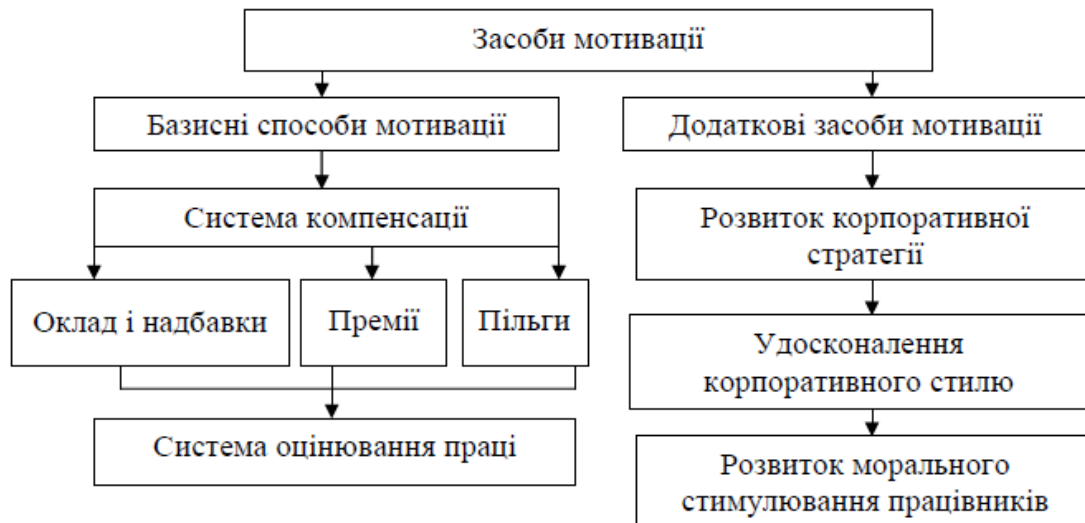 Засоби мотивації
Базисні способи мотивації
Додаткові засоби мотивації
Система компенсації
Розвиток корпоративної
стратегії
Оклад і надбавки
Премії
Пільги
Удосконалення
корпоративного стилю
Система оцінювання праці
Розвиток морального
стимулювання працівників